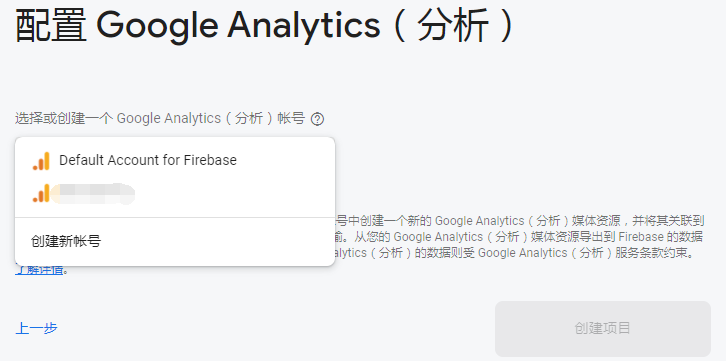 配置 Google Analytics（分析）
选择或创建一个 Google Analytics（分析）帐号
Default Account for Firebase
创建新帐号
号中创建一个新的 Google Analytics（分析）媒体资源，并将其关联到
输。从您的 Google Analytics（分析）媒体资源导出到 Firebase 的数据
alytics（分析）的数据则受 Google Analytics（分析）服务条款约束。
了解详情。
上一步
创建项目